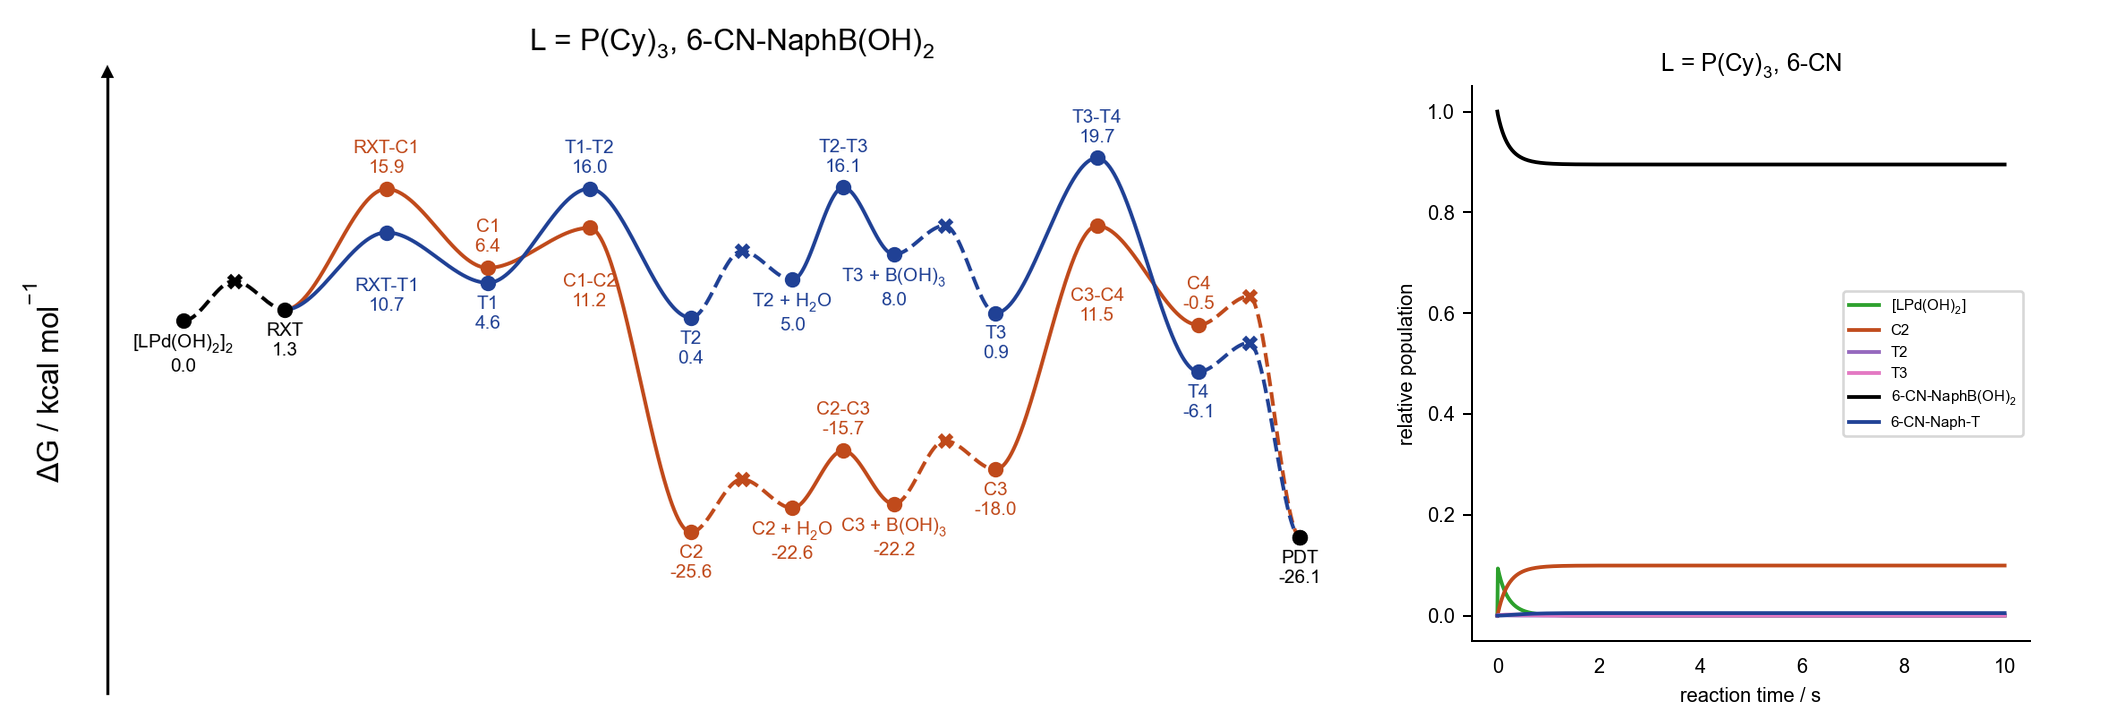 L = P(Cy)₃, 6-CN-NaphB(OH)₂
ΔG / kcal mol⁻¹
[LPd(OH)₂]₂
0.0
RXT
1.3
RXT-C1
15.9
RXT-T1
10.7
C1
6.4
T1
4.6
T1-T2
16.0
C1-C2
11.2
T2
0.4
C2
-25.6
T2 + H₂O
5.0
C2 + H₂O
-22.6
T2-T3
16.1
C2-C3
-15.7
T3 + B(OH)₃
8.0
C3 + B(OH)₃
-22.2
T3
0.9
C3
-18.0
T3-T4
19.7
C3-C4
11.5
C4
-0.5
T4
-6.1
PDT
-26.1
L = P(Cy)₃, 6-CN
relative population
1.0
0.8
0.6
0.4
0.2
0.0
[LPd(OH)₂]
C2
T2
T3
6-CN-NaphB(OH)₂
6-CN-Naph-T
0 2 4 6 8 10
reaction time / s